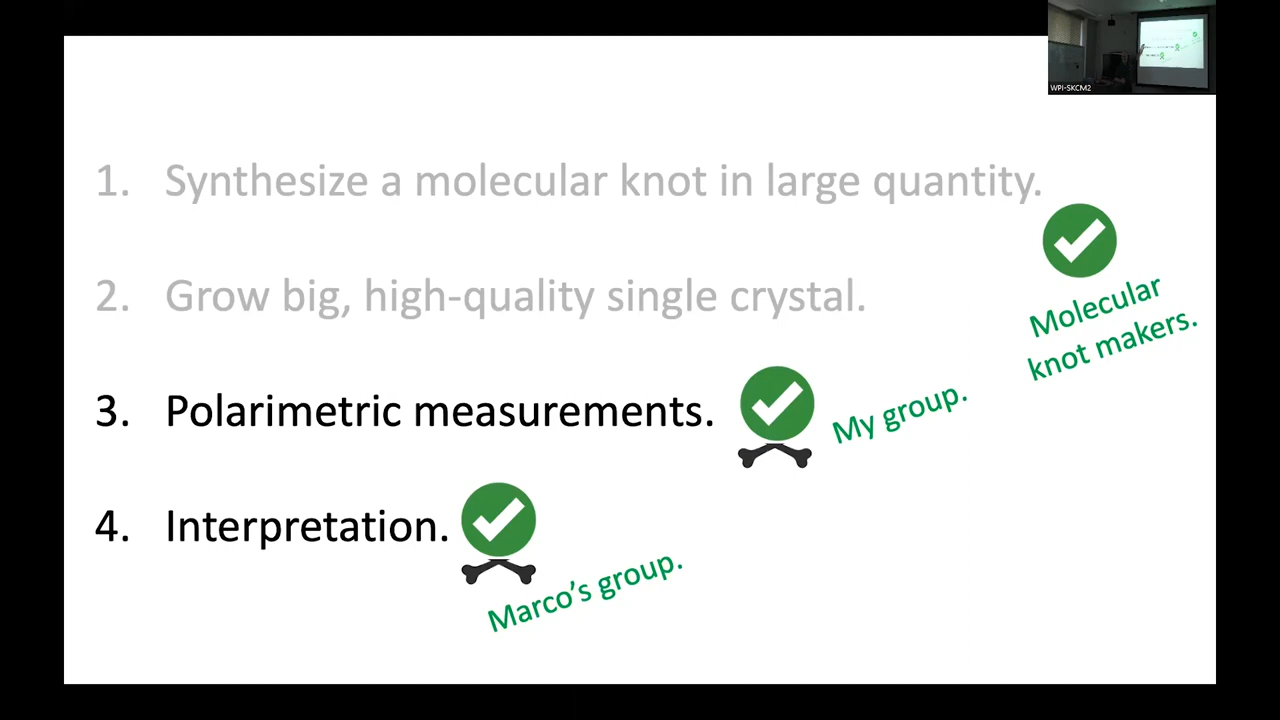 WPI-SKCM2
1. Synthesize a molecular knot in large quantity.
2. Grow big, high-quality single crystal.
Molecular
knot makers.
3. Polarimetric measurements.
My group.
4. Interpretation.
Marco's group.